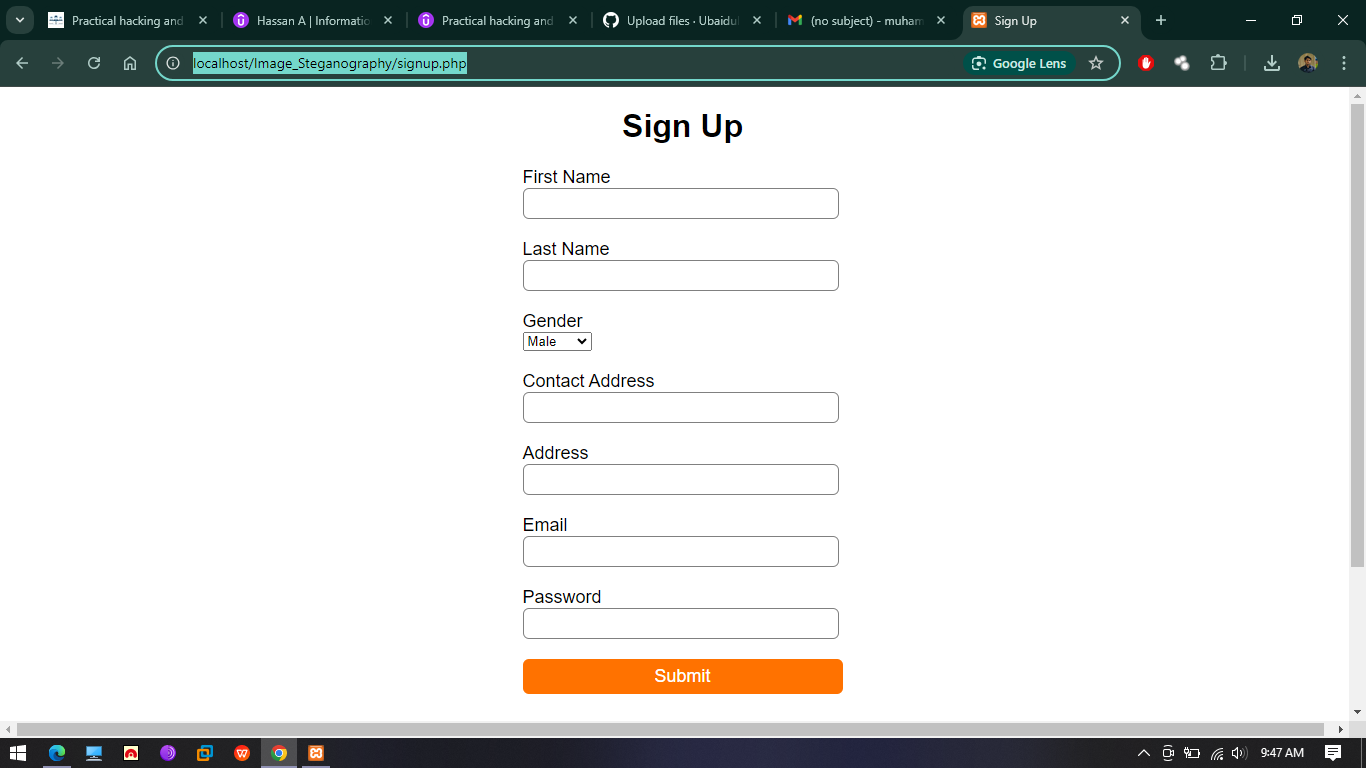 Practical hacking and
Hassan A | Informatio
Practical hacking and
Upload files · Ubaidul
(no subject) - muham
Sign Up
localhost/Image_Steganography/signup.php
Google Lens
Sign Up
First Name
Last Name
Gender
Male
Contact Address
Address
Email
Password
Submit
9:47 AM